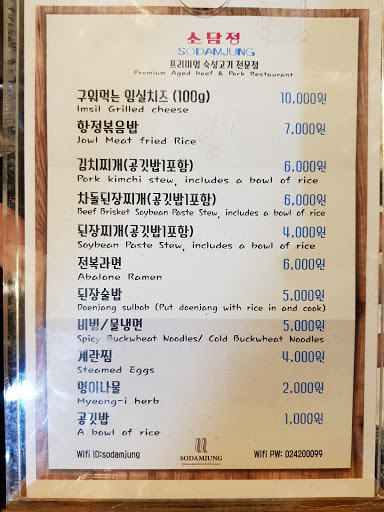 소담정
SODAMJUNG
프리미엄 숙성고기 전문점
Premium Aged beef & Pork Restaurant
구워먹는 임실치즈 (100g) 10,000원
Imsil Grilled cheese
항정볶음밥 7,000원
Jowl Meat fried Rice
김치찌개(공깃밥1포함) 6,000원
Pork kimchi stew, includes a bowl of rice
차돌된장찌개(공깃밥1포함) 6,000원
Beef Brisket Soybean Paste Stew, includes a bowl of rice
된장찌개(공깃밥1포함) 4,000원
Soybean Paste Stew, includes a bowl of rice
전복라면 6,000원
Abalone Ramen
된장술밥 5,000원
Doenjang sulbob (Put doenjang with rice in and cook)
비빔/물냉면 5,000원
Spicy Buckwheat Noodles/ Cold Buckwheat Noodles
계란찜 4,000원
Steamed Eggs
명이나물 2,000원
Myeong-i herb
공깃밥 1,000원
A bowl of rice
Wifi ID:sodamjung Wifi PW: 024200099
SODAMJUNG